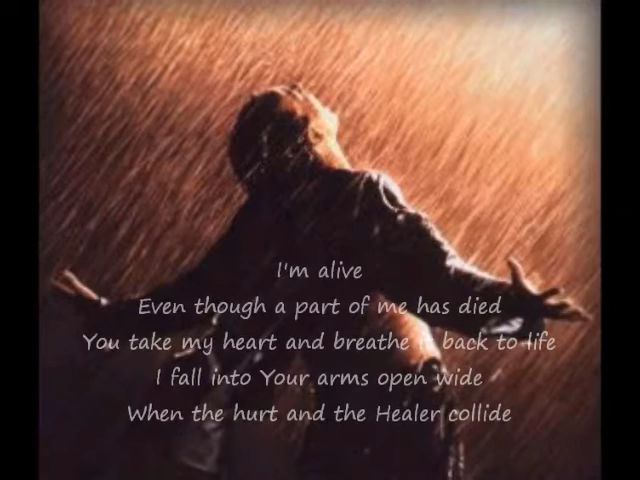 I'm alive
Even though a part of me has died
You take my heart and breathe it back to life
I fall into Your arms open wide
When the hurt and the Healer collide